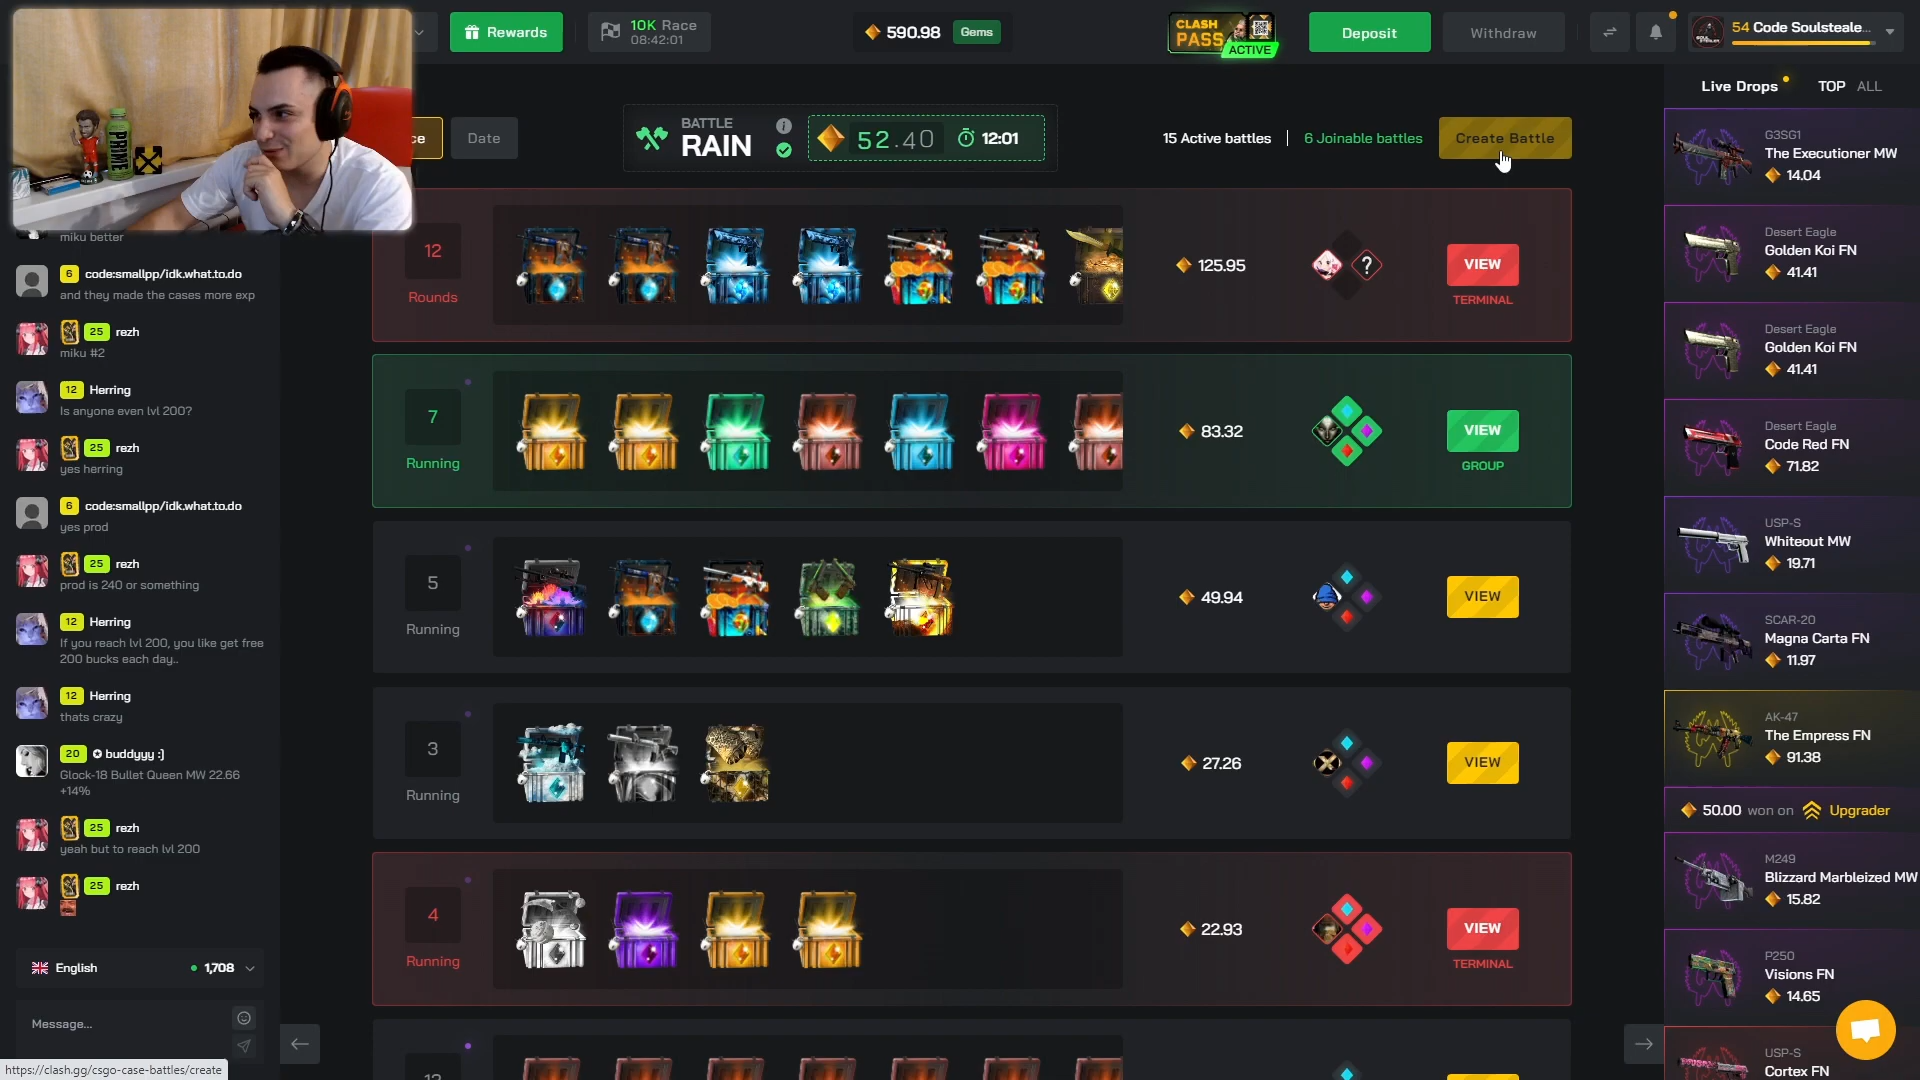 Rewards
10K Race
08:42:01
590.98
Gems
CLASH
PASS
ACTIVE
Deposit
Withdraw
54 Code Soulsteale...
PRIME
ce
Date
BATTLE
RAIN
52.40
12:01
15 Active battles
6 Joinable battles
Create Battle
Live Drops
TOP
ALL
miku better
6 code:smallpp/idk.what.to.do
and they made the cases more exp
25 rezh
miku #2
12 Herring
Is anyone even lvl 200?
25 rezh
yes herring
6 code:smallpp/idk.what.to.do
yes prod
25 rezh
prod is 240 or something
12 Herring
If you reach lvl 200, you like get free
200 bucks each day..
12 Herring
thats crazy
20 buddyyy :)
Glock-18 Bullet Queen MW 22.66
+14%
25 rezh
yeah but to reach lvl 200
25 rezh
English
1,708
Message...
https://clash.gg/csgo-case-battles/create
12
Rounds
125.95
?
VIEW
TERMINAL
7
Running
83.32
VIEW
GROUP
5
Running
49.94
VIEW
3
Running
27.26
VIEW
4
Running
22.93
VIEW
TERMINAL
G3SG1
The Executioner MW
14.04
Desert Eagle
Golden Koi FN
41.41
Desert Eagle
Golden Koi FN
41.41
Desert Eagle
Code Red FN
71.82
USP-S
Whiteout MW
19.71
SCAR-20
Magna Carta FN
11.97
AK-47
The Empress FN
91.38
50.00 won on Upgrader
M249
Blizzard Marbleized MW
15.82
P250
Visions FN
14.65
USP-S
Cortex FN